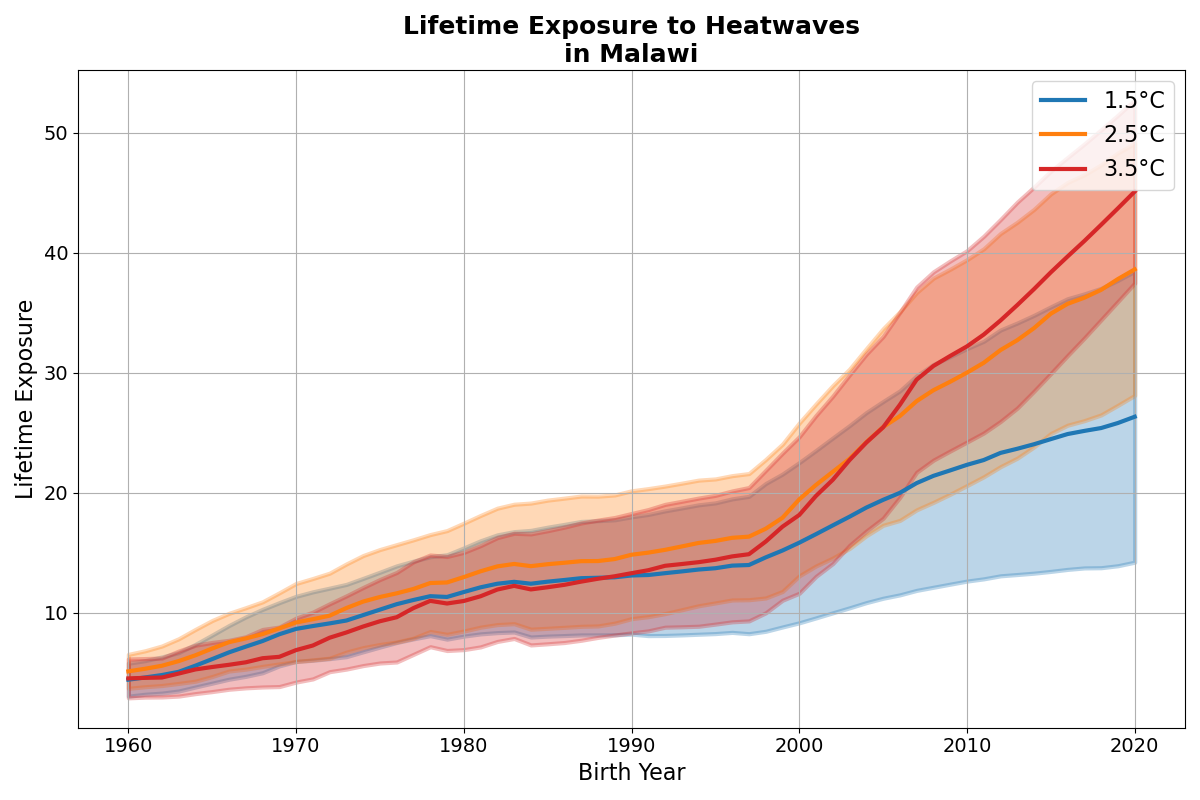 Lifetime Exposure to Heatwaves
in Malawi
1.5°C
2.5°C
3.5°C
Lifetime Exposure
50
40
30
20
10
1960 1970 1980 1990 2000 2010 2020
Birth Year